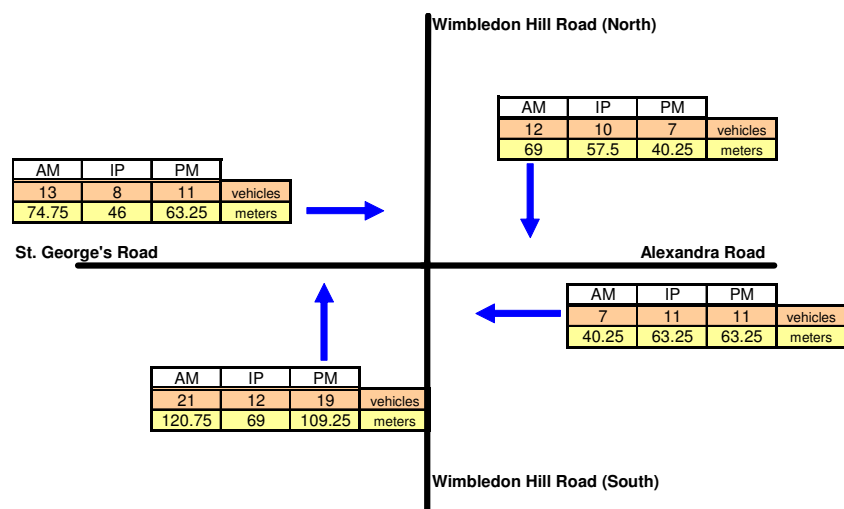 Wimbledon Hill Road (North)
AM IP PM
12 10 7 vehicles
69 57.5 40.25 meters
AM IP PM
13 8 11 vehicles
74.75 46 63.25 meters
St. George's Road
Alexandra Road
AM IP PM
7 11 11 vehicles
40.25 63.25 63.25 meters
AM IP PM
21 12 19 vehicles
120.75 69 109.25 meters
Wimbledon Hill Road (South)